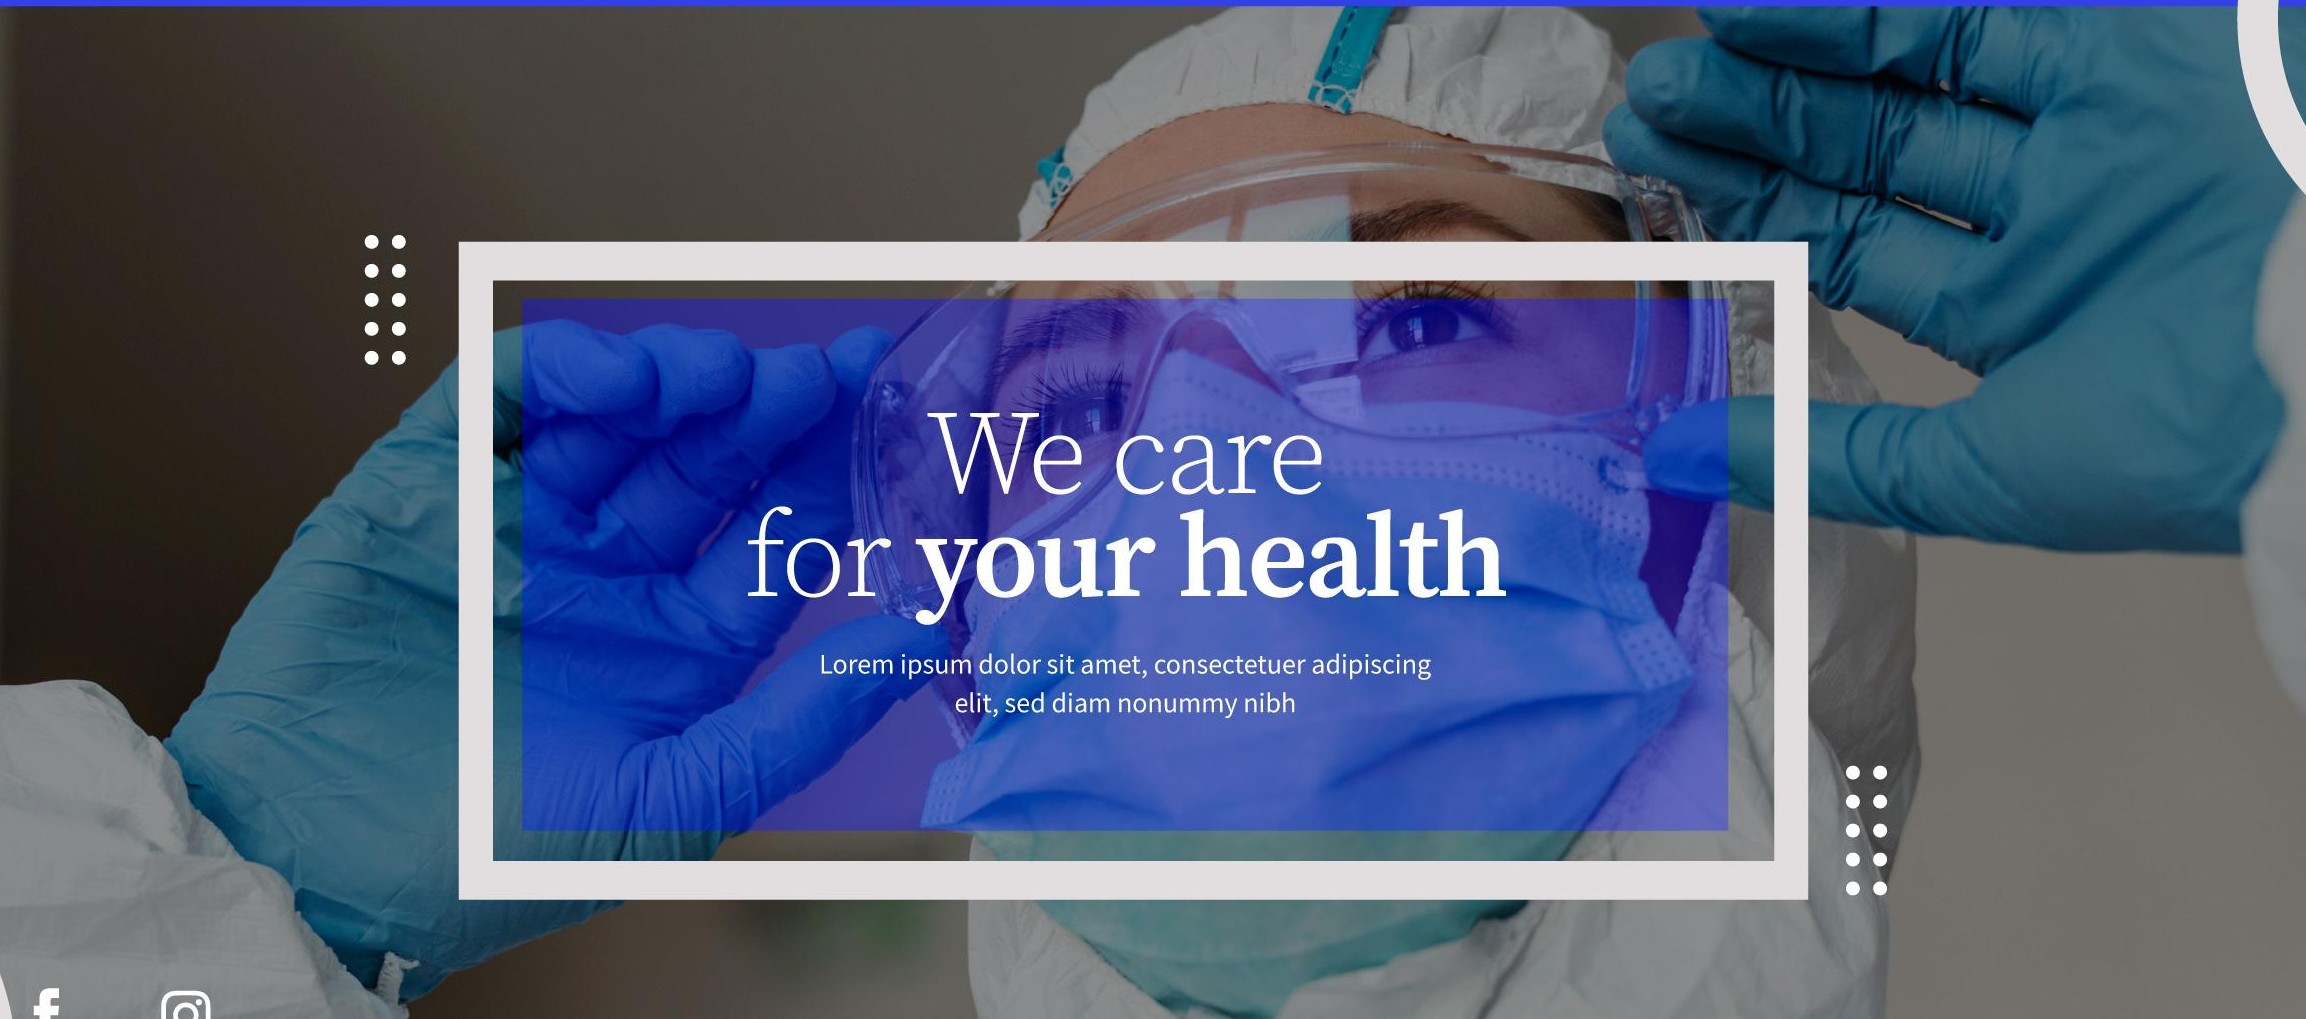 We care
for your health
Lorem ipsum dolor sit amet, consectetuer adipiscing
elit, sed diam nonummy nibh